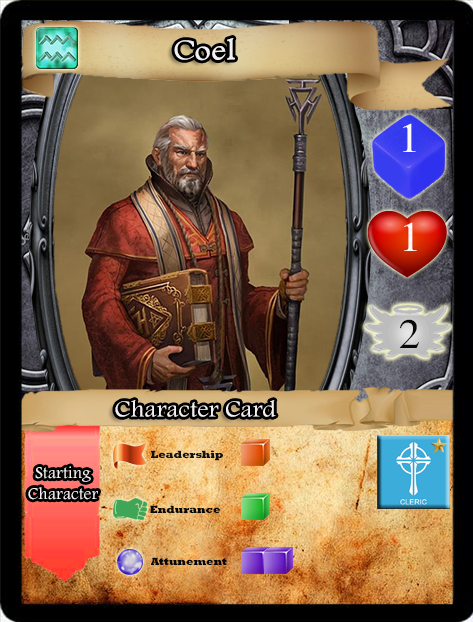 Coel
1
1
2
Character Card
Starting
Character
Leadership
Endurance
Attunement
CLERIC